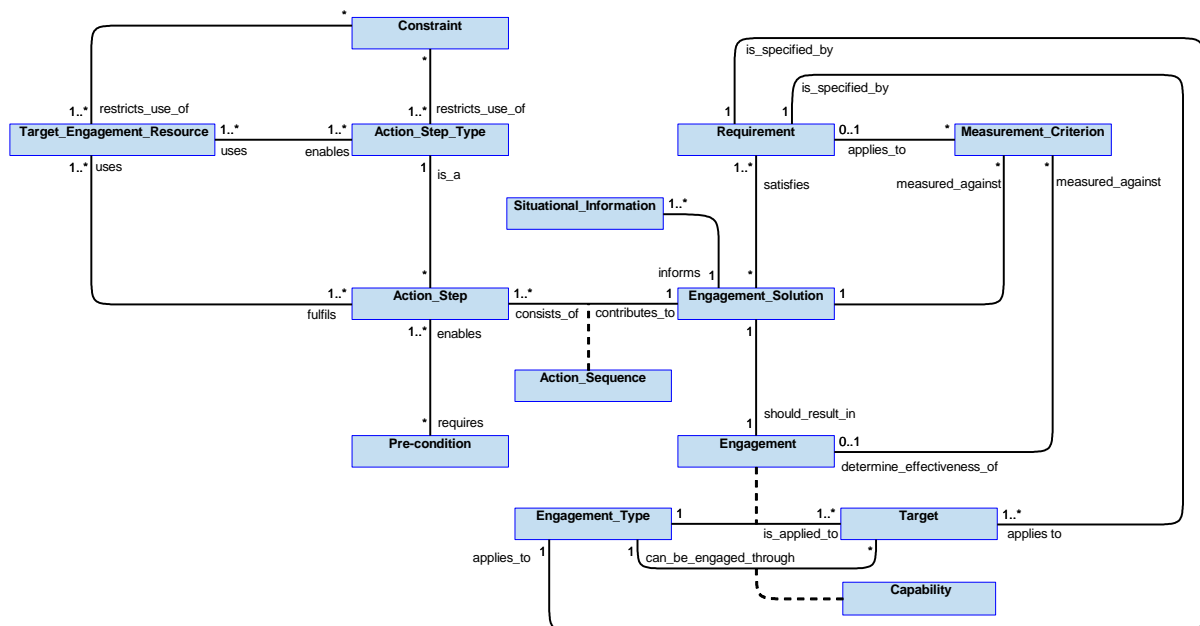 *
Constraint
is_specified_by
*
is_specified_by
1..*
restricts_use_of
1..*
restricts_use_of
1
1
Target_Engagement_Resource
1..*
uses
1..*
enables
Action_Step_Type
Requirement
0..1
applies_to
*
Measurement_Criterion
1..*
uses
1
is_a
1..*
satisfies
*
measured_against
*
measured_against
Situational_Information
1..*
informs
1
*
*
1..*
fulfils
Action_Step
1..*
consists_of
1
contributes_to
Engagement_Solution
1
1..*
enables
1
Action_Sequence
*
requires
should_result_in
1
Pre-condition
Engagement
0..1
determine_effectiveness_of
Engagement_Type
1
1..*
is_applied_to
Target
1..*
applies to
applies_to
1
1
can_be_engaged_through
*
Capability